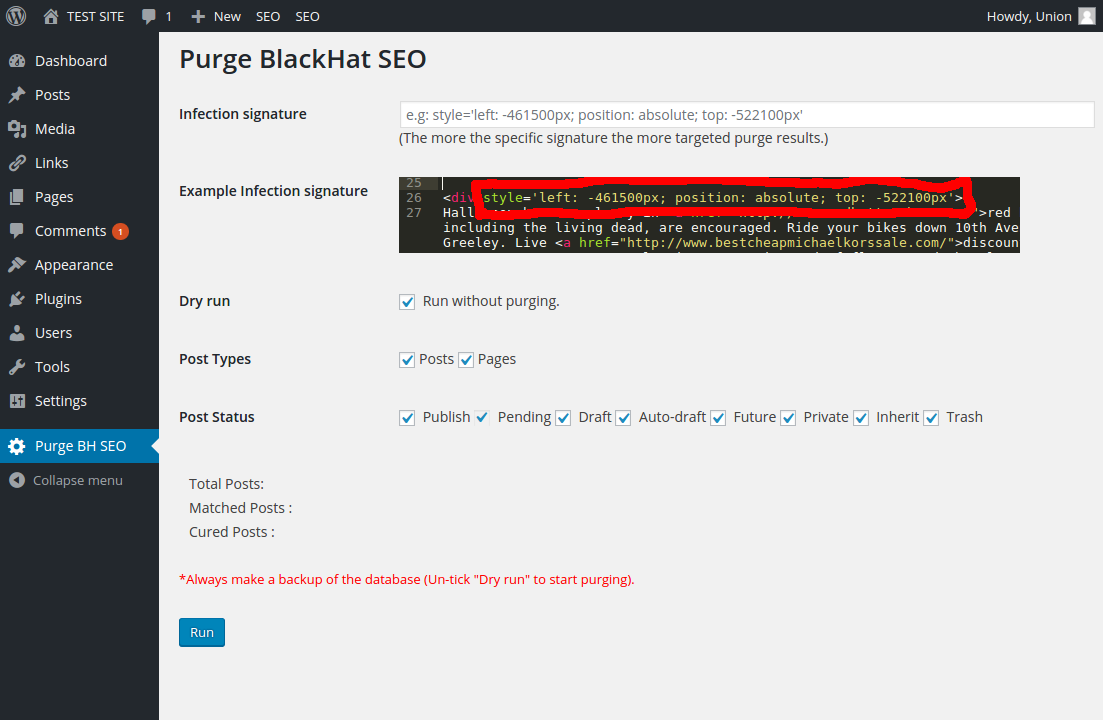 TEST SITE 1 New SEO SEO Howdy, Union
Dashboard
Posts
Media
Links
Pages
Comments 1
Appearance
Plugins
Users
Tools
Settings
Purge BH SEO
Collapse menu
Purge BlackHat SEO
Infection signature
e.g: style='left: -461500px; position: absolute; top: -522100px'
(The more the specific signature the more targeted purge results.)
Example Infection signature
25
26 <div style='left: -461500px; position: absolute; top: -522100px'>
27 ">red
including the living dead, are encouraged. Ride your bikes down 10th Ave
Greeley. Live <a href="http://www.bestcheapmichaelkorssale.com/">discoun
Dry run
Run without purging.
Post Types
Posts Pages
Post Status
Publish Pending Draft Auto-draft Future Private Inherit Trash
Total Posts:
Matched Posts :
Cured Posts :
*Always make a backup of the database (Un-tick "Dry run" to start purging).
Run